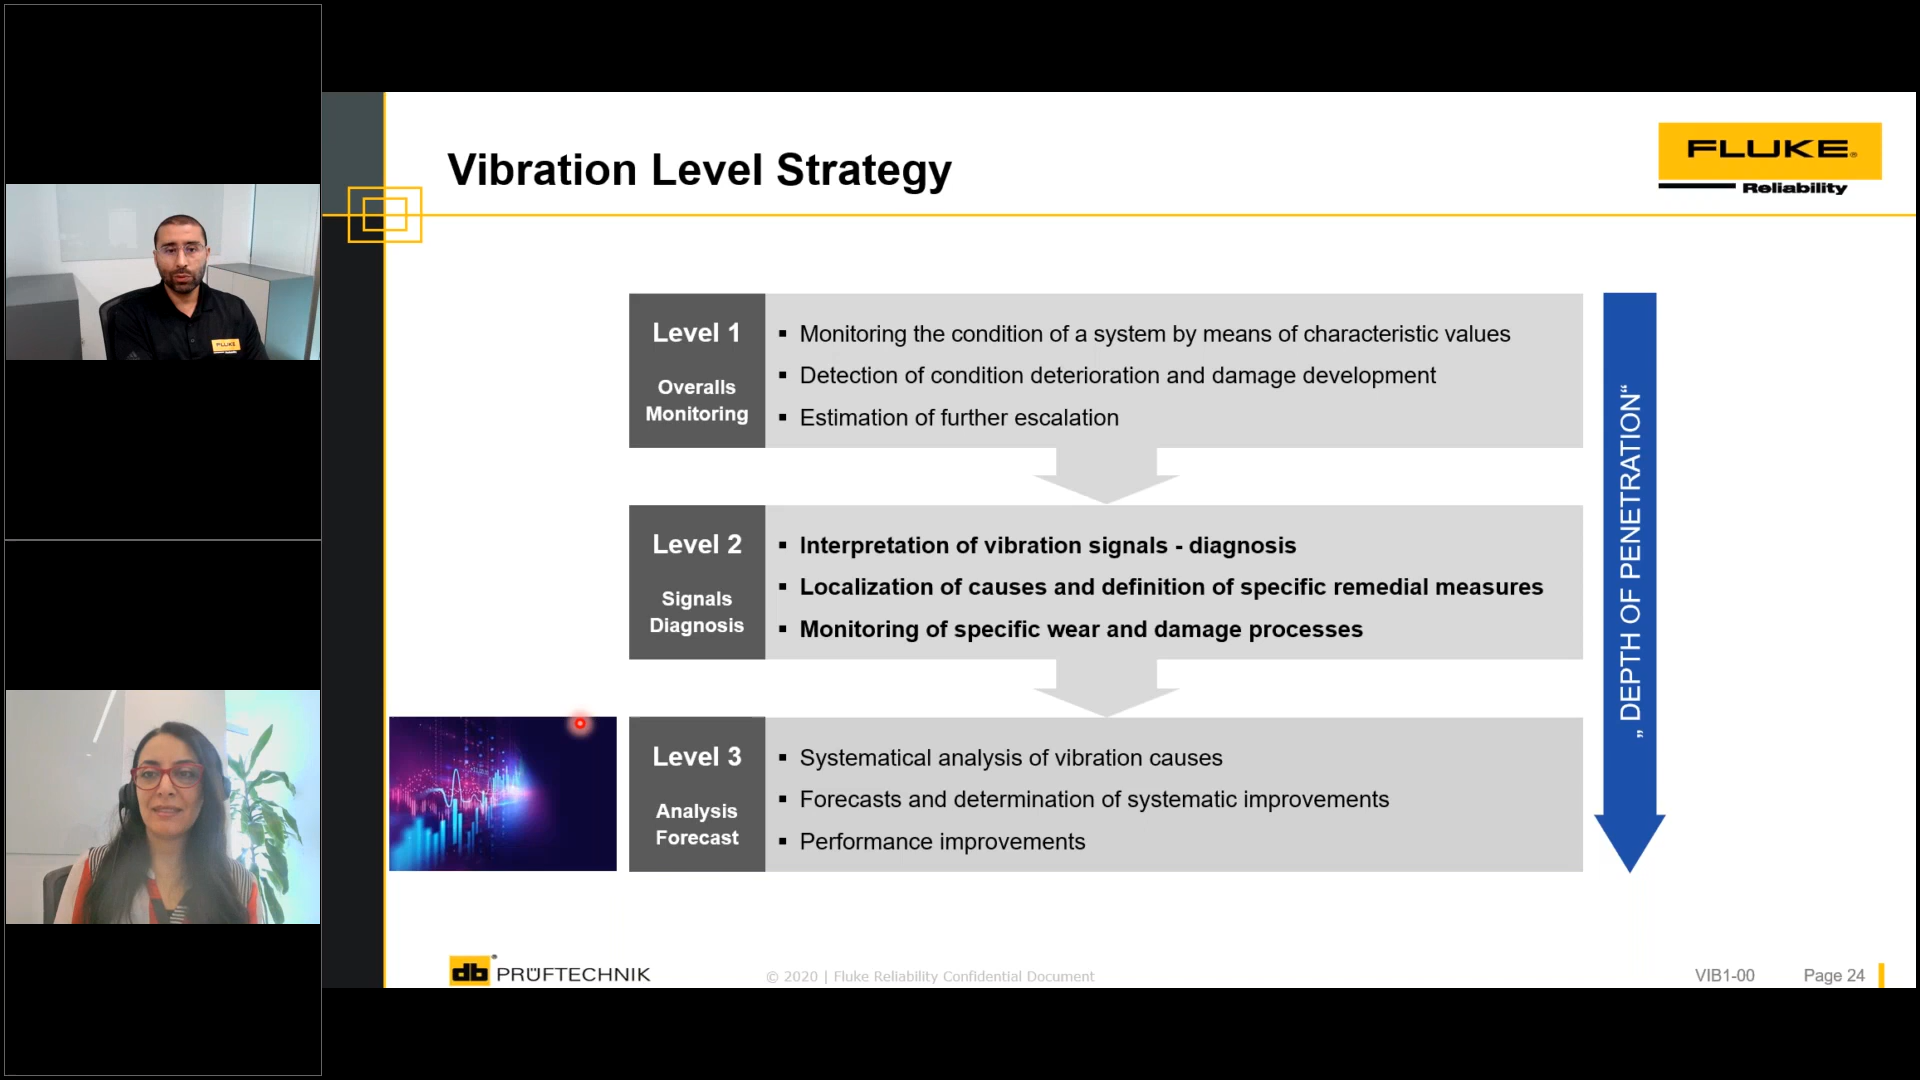 Vibration Level Strategy
FLUKE®
Reliability
Level 1
Overalls
Monitoring
▪ Monitoring the condition of a system by means of characteristic values
▪ Detection of condition deterioration and damage development
▪ Estimation of further escalation
Level 2
Signals
Diagnosis
▪ Interpretation of vibration signals - diagnosis
▪ Localization of causes and definition of specific remedial measures
▪ Monitoring of specific wear and damage processes
Level 3
Analysis
Forecast
▪ Systematical analysis of vibration causes
▪ Forecasts and determination of systematic improvements
▪ Performance improvements
„DEPTH OF PENETRATION“
FLUKE
db® PRÜFTECHNIK
© 2020 | Fluke Reliability Confidential Document
VIB1-00
Page 24